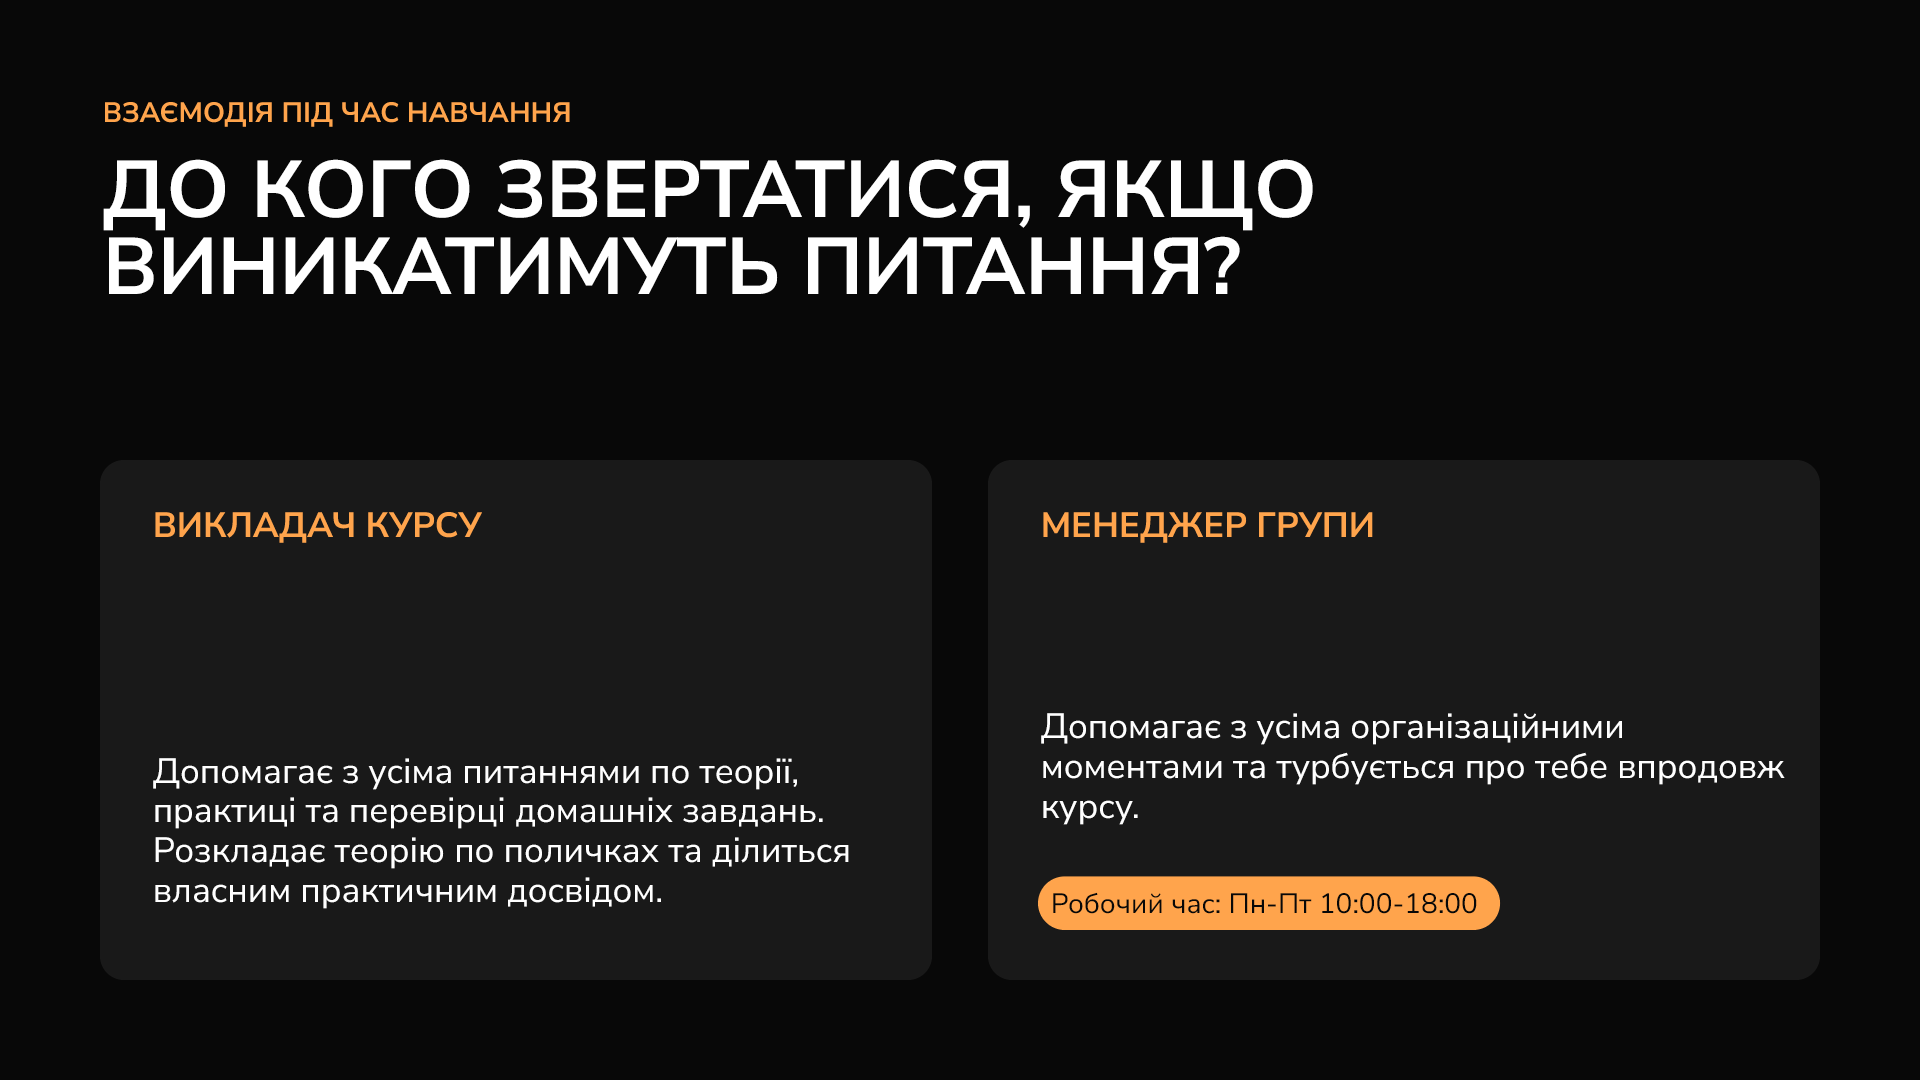 ВЗАЄМОДІЯ ПІД ЧАС НАВЧАННЯ
ДО КОГО ЗВЕРТАТИСЯ, ЯКЩО
ВИНИКАТИМУТЬ ПИТАННЯ?
ВИКЛАДАЧ КУРСУ
Допомагає з усіма питаннями по теорії,
практиці та перевірці домашніх завдань.
Розкладає теорію по поличках та ділиться
власним практичним досвідом.
МЕНЕДЖЕР ГРУПИ
Допомагає з усіма організаційними
моментами та турбується про тебе впродовж
курсу.
Робочий час: Пн-Пт 10:00-18:00